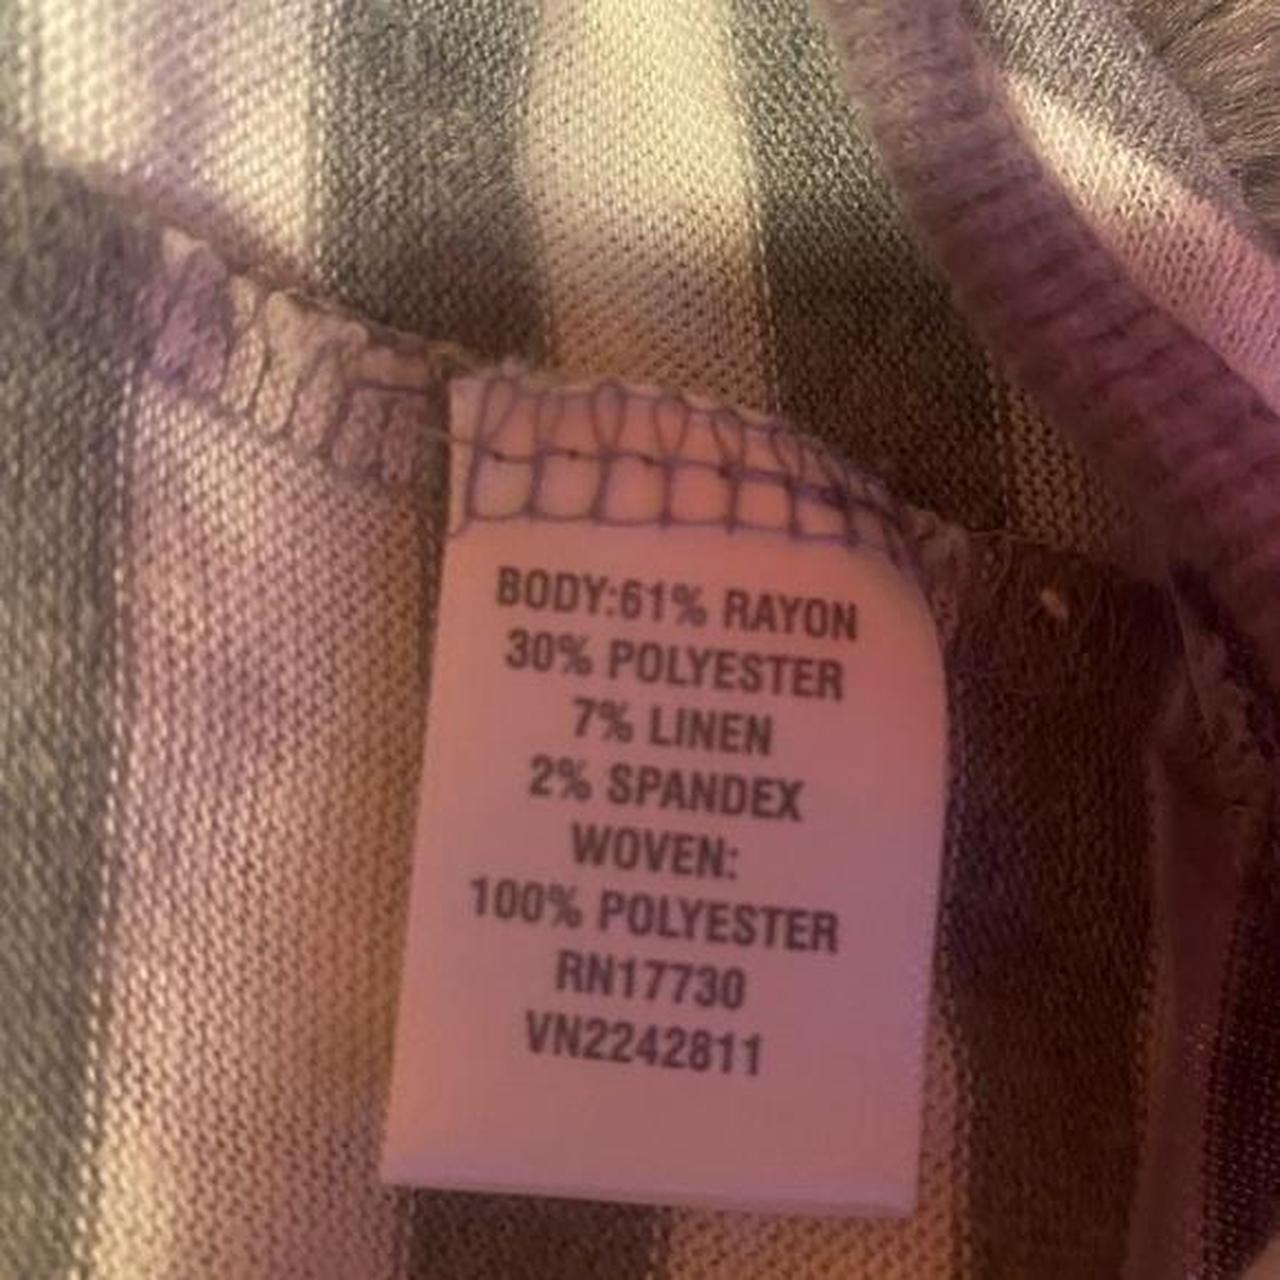 BODY:61% RAYON
30% POLYESTER
7% LINEN
2% SPANDEX
WOVEN:
100% POLYESTER
RN17730
VN2242811